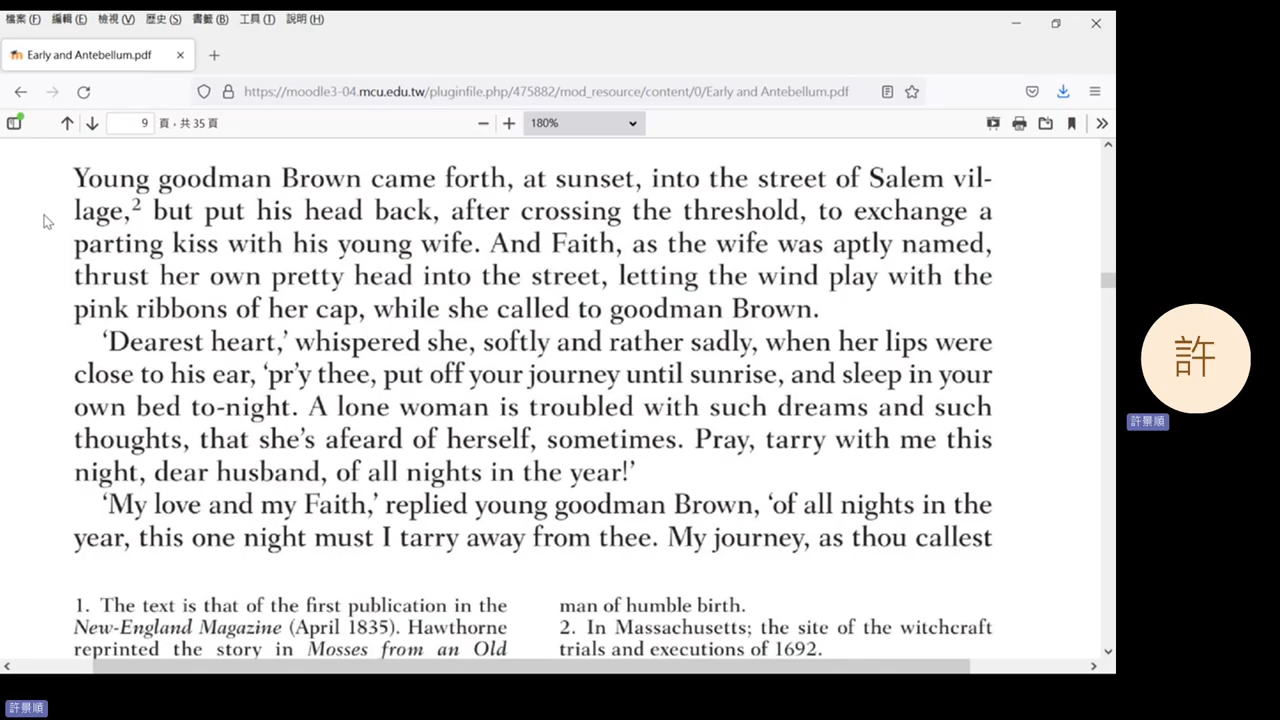 檔案 (F) 編輯 (E) 檢視 (V) 歷史 (S) 書籤 (B) 工具 (T) 說明 (H)
Early and Antebellum.pdf
https://moodle3-04.mcu.edu.tw/pluginfile.php/475882/mod_resource/content/0/Early and Antebellum.pdf
9 頁，共 35 頁
180%
Young goodman Brown came forth, at sunset, into the street of Salem vil-
lage,² but put his head back, after crossing the threshold, to exchange a
parting kiss with his young wife. And Faith, as the wife was aptly named,
thrust her own pretty head into the street, letting the wind play with the
pink ribbons of her cap, while she called to goodman Brown.
‘Dearest heart,’ whispered she, softly and rather sadly, when her lips were
close to his ear, ‘pr’y thee, put off your journey until sunrise, and sleep in your
own bed to-night. A lone woman is troubled with such dreams and such
thoughts, that she’s afeard of herself, sometimes. Pray, tarry with me this
night, dear husband, of all nights in the year!’
‘My love and my Faith,’ replied young goodman Brown, ‘of all nights in the
year, this one night must I tarry away from thee. My journey, as thou callest
1. The text is that of the first publication in the
New-England Magazine (April 1835). Hawthorne
reprinted the story in Mosses from an Old
man of humble birth.
2. In Massachusetts; the site of the witchcraft
trials and executions of 1692.
許
許景順
許景順